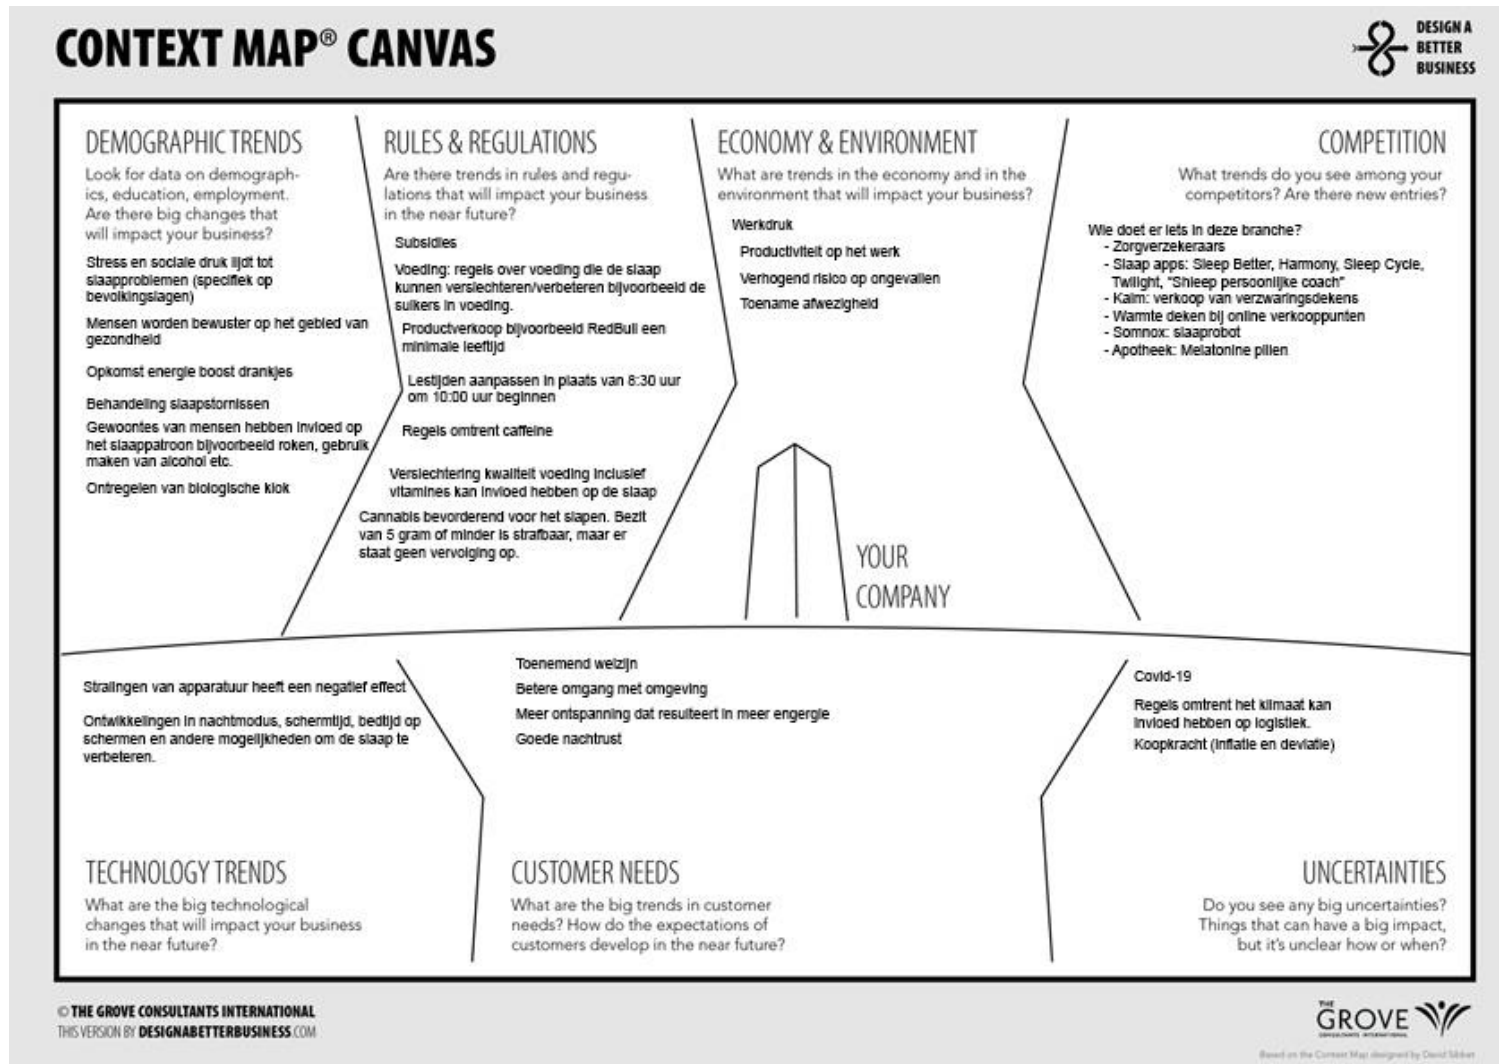 CONTEXT MAP® CANVAS
DESIGN A
BETTER
BUSINESS
DEMOGRAPHIC TRENDS
Look for data on demograph-
ics, education, employment.
Are there big changes that
will impact your business?
Stress en sociale druk lijdt tot
slaapproblemen (specifiek op
bevolkingslagen)
Mensen worden bewuster op het gebied van
gezondheid
Opkomst energie boost drankjes
Behandeling slaapstornissen
Gewoontes van mensen hebben invloed op
het slaappatroon bijvoorbeeld roken, gebruik
maken van alcohol etc.
Ontregelen van biologische klok
RULES & REGULATIONS
Are there trends in rules and regu-
lations that will impact your business
in the near future?
Subsidies
Voeding: regels over voeding die de slaap
kunnen verslechteren/verbeteren bijvoorbeeld de
suikers in voeding.
Productverkoop bijvoorbeeld RedBull een
minimale leeftijd
Lestijden aanpassen in plaats van 8:30 uur
om 10:00 uur beginnen
Regels omtrent caffeine
Verslechtering kwaliteit voeding inclusief
vitamines kan invloed hebben op de slaap
Cannabis bevorderend voor het slapen. Bezit
van 5 gram of minder is strafbaar, maar er
staat geen vervolging op.
ECONOMY & ENVIRONMENT
What are trends in the economy and in the
environment that will impact your business?
Werkdruk
Productiviteit op het werk
Verhogend risico op ongevallen
Toename afwezigheid
COMPETITION
What trends do you see among your
competitors? Are there new entries?
Wie doet er iets in deze branche?
- Zorgverzekeraars
- Slaap apps: Sleep Better, Harmony, Sleep Cycle,
Twilight, "Shleep persoonlijke coach"
- Kalm: verkoop van verzwaringsdekens
- Warmte deken bij online verkooppunten
- Somnox: slaaprobot
- Apotheek: Melatonine pillen
YOUR
COMPANY
Stralingen van apparatuur heeft een negatief effect
Ontwikkelingen in nachtmodus, schermtijd, bedtijd op
schermen en andere mogelijkheden om de slaap te
verbeteren.
TECHNOLOGY TRENDS
What are the big technological
changes that will impact your business
in the near future?
Toenemend welzijn
Betere omgang met omgeving
Meer ontspanning dat resulteert in meer engergie
Goede nachtrust
CUSTOMER NEEDS
What are the big trends in customer
needs? How do the expectations of
customers develop in the near future?
Covid-19
Regels omtrent het klimaat kan
invloed hebben op logistiek.
Koopkracht (inflatie en deviatie)
UNCERTAINTIES
Do you see any big uncertainties?
Things that can have a big impact,
but it's unclear how or when?
© THE GROVE CONSULTANTS INTERNATIONAL
THIS VERSION BY DESIGNABETTERBUSINESS.COM
THE
GROVE
CONSULTANTS INTERNATIONAL
Based on the Context Map designed by David Sibbet